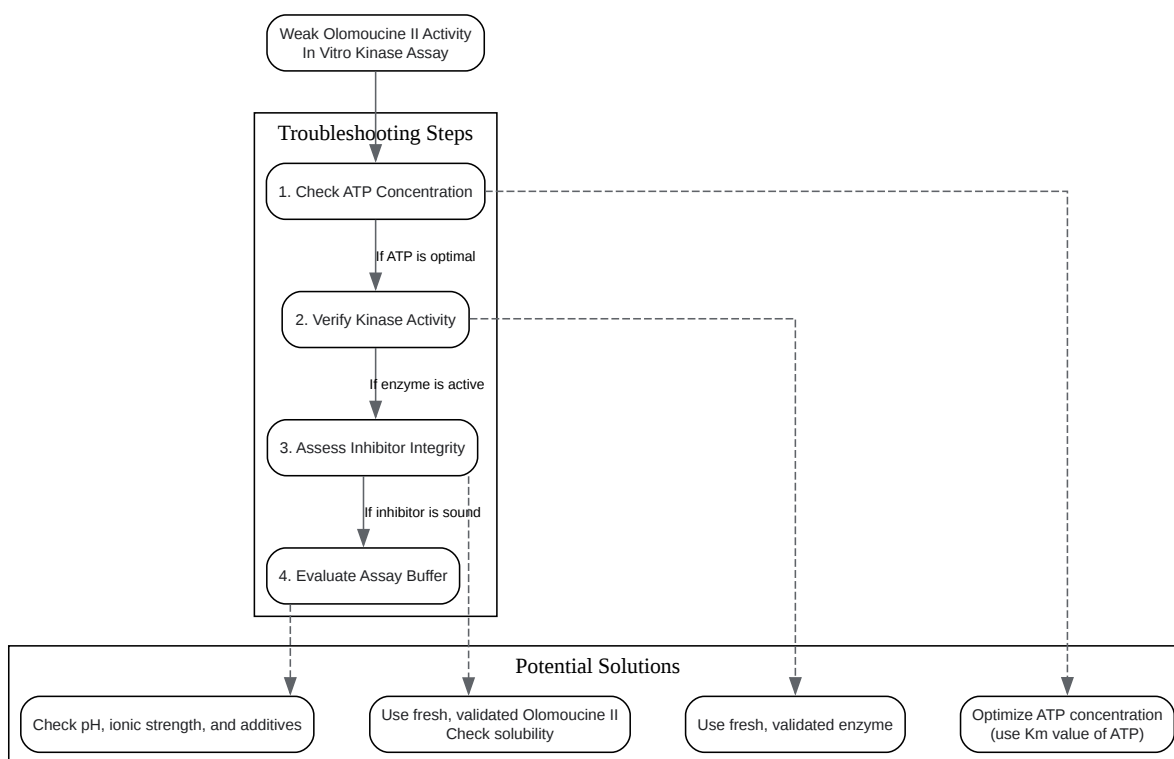 Weak Olomoucine II Activity
In Vitro Kinase Assay
Troubleshooting Steps
1. Check ATP Concentration
If ATP is optimal
2. Verify Kinase Activity
If enzyme is active
3. Assess Inhibitor Integrity
If inhibitor is sound
4. Evaluate Assay Buffer
Potential Solutions
Check pH, ionic strength, and additives
Use fresh, validated Olomoucine II
Check solubility
Use fresh, validated enzyme
Optimize ATP concentration
(use Km value of ATP)